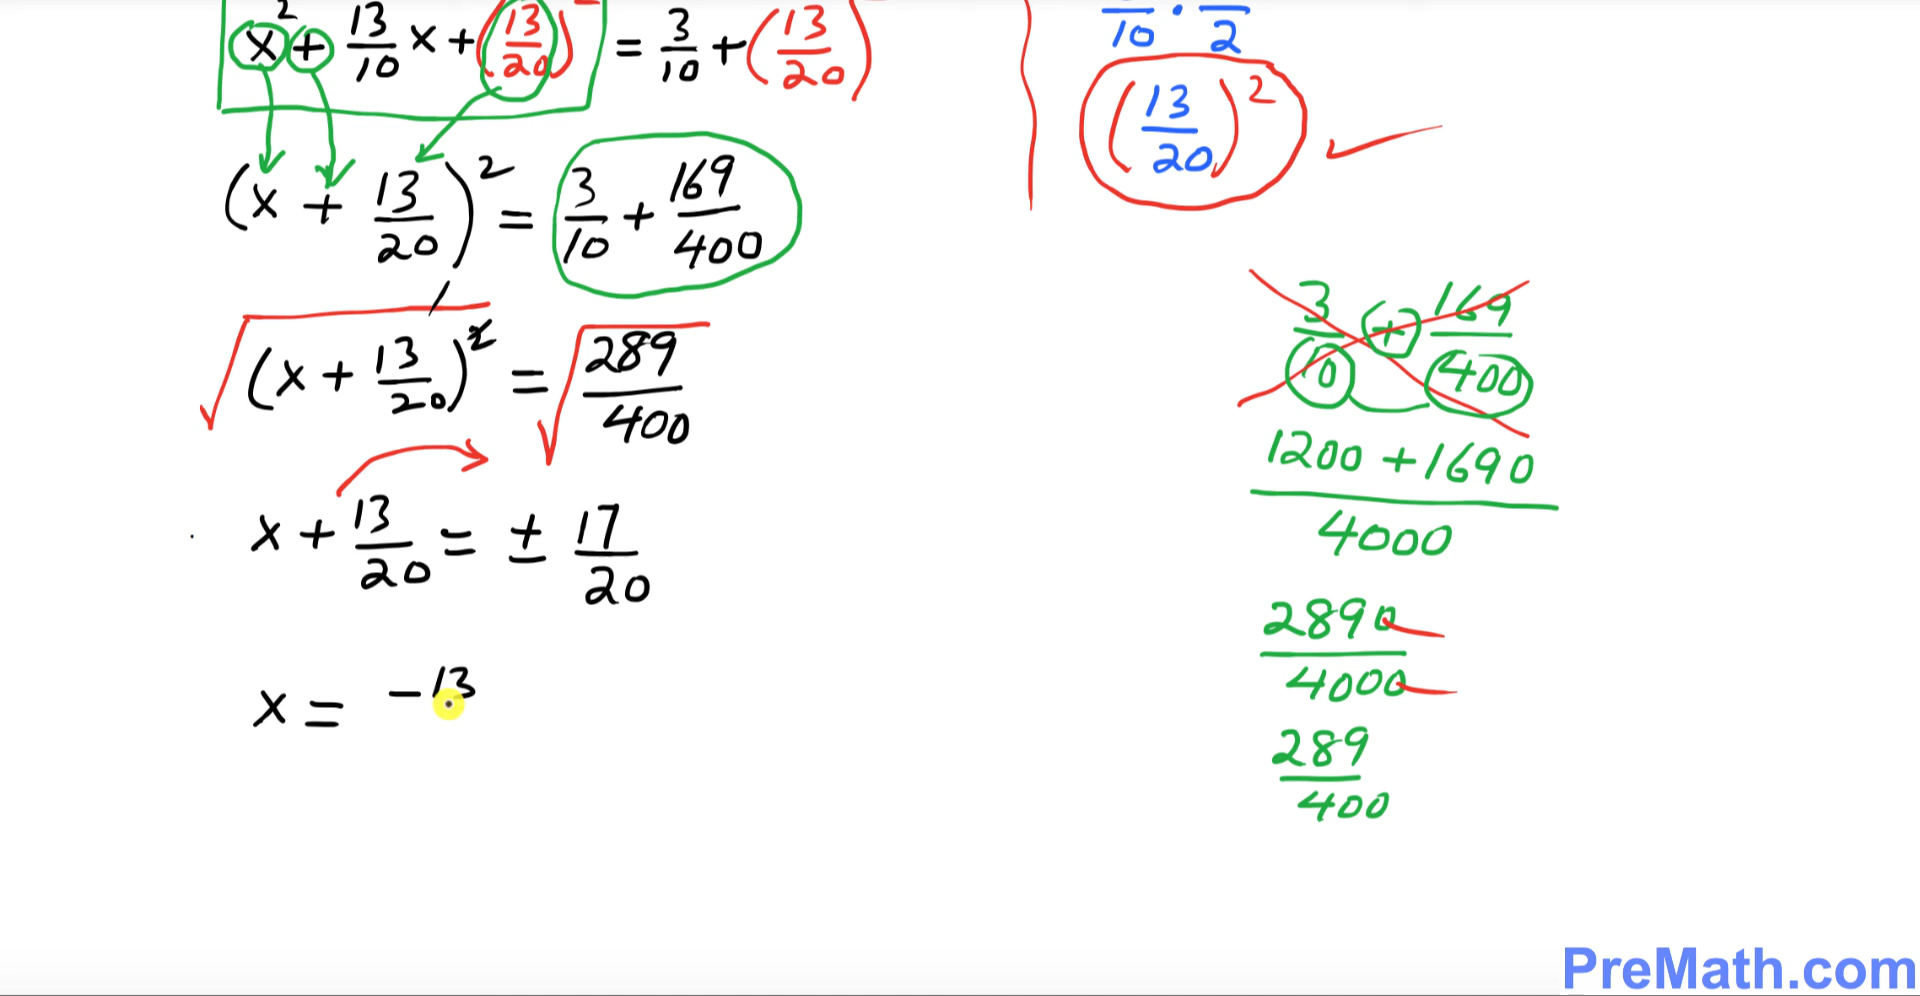 x² + 13/10 x + (13/20) = 3/10 + (13/20)
(x + 13/20)² = 3/10 + 169/400
√(x + 13/20)² = √289/400
x + 13/20 = ± 17/20
x = -13
10 · 2
(13/20)²
3/10 (+) 169/400
1200 + 1690
4000
2890
4000
289
400
PreMath.com